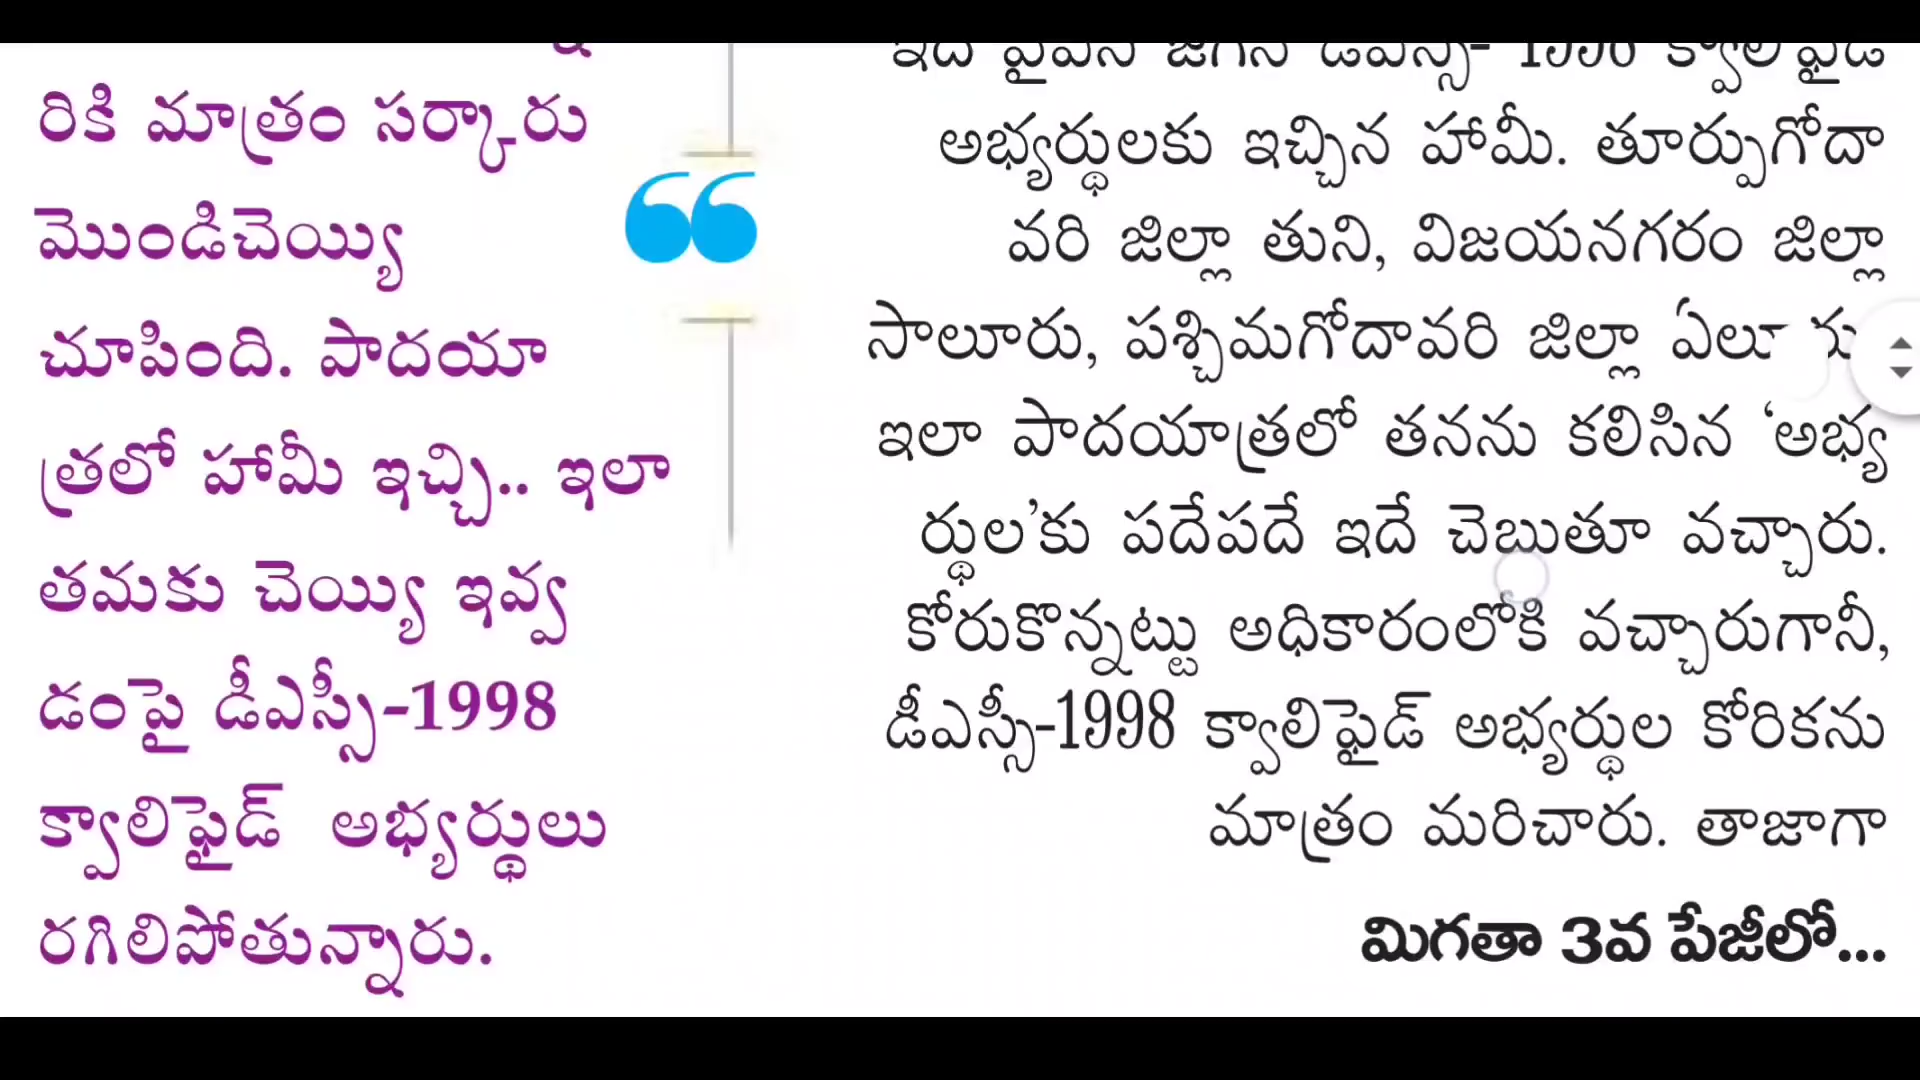 రికి మాత్రం సర్కారు
మొండిచెయ్యి
చూపింది. పాదయా
త్రలో హామీ ఇచ్చి.. ఇలా
తమకు చెయ్యి ఇవ్వ
డంపై డీఎస్సీ-1998
క్వాలిఫైడ్ అభ్యర్థులు
రగిలిపోతున్నారు.
అభ్యర్థులకు ఇచ్చిన హామీ. తూర్పుగోదా
వరి జిల్లా తుని, విజయనగరం జిల్లా
సాలూరు, పశ్చిమగోదావరి జిల్లా
ఇలా పాదయాత్రలో తనను కలిసిన ‘అభ్య
ర్థుల’కు పదేపదే ఇదే చెబుతూ వచ్చారు.
కోరుకొన్నట్టు అధికారంలోకి వచ్చారుగానీ,
డీఎస్సీ-1998 క్వాలిఫైడ్ అభ్యర్థుల కోరికను
మాత్రం మరిచారు. తాజాగా
మిగతా 3వ పేజీలో...